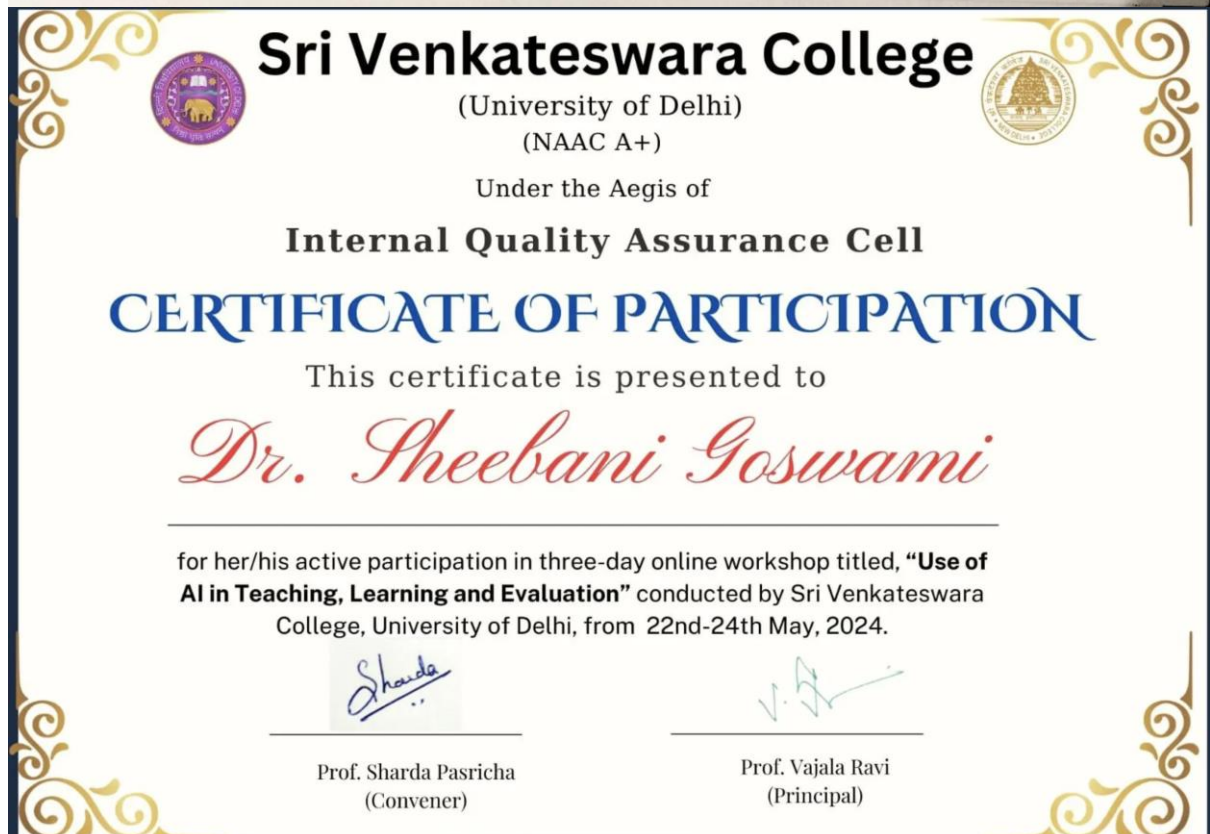 Sri Venkateswara College
(University of Delhi)
(NAAC A+)
Under the Aegis of
Internal Quality Assurance Cell
CERTIFICATE OF PARTICIPATION
This certificate is presented to
Dr. Sheebani Goswami
for her/his active participation in three-day online workshop titled, “Use of
AI in Teaching, Learning and Evaluation” conducted by Sri Venkateswara
College, University of Delhi, from 22nd-24th May, 2024.
Sharda
Prof. Sharda Pasricha
(Convener)
Prof. Vajala Ravi
(Principal)